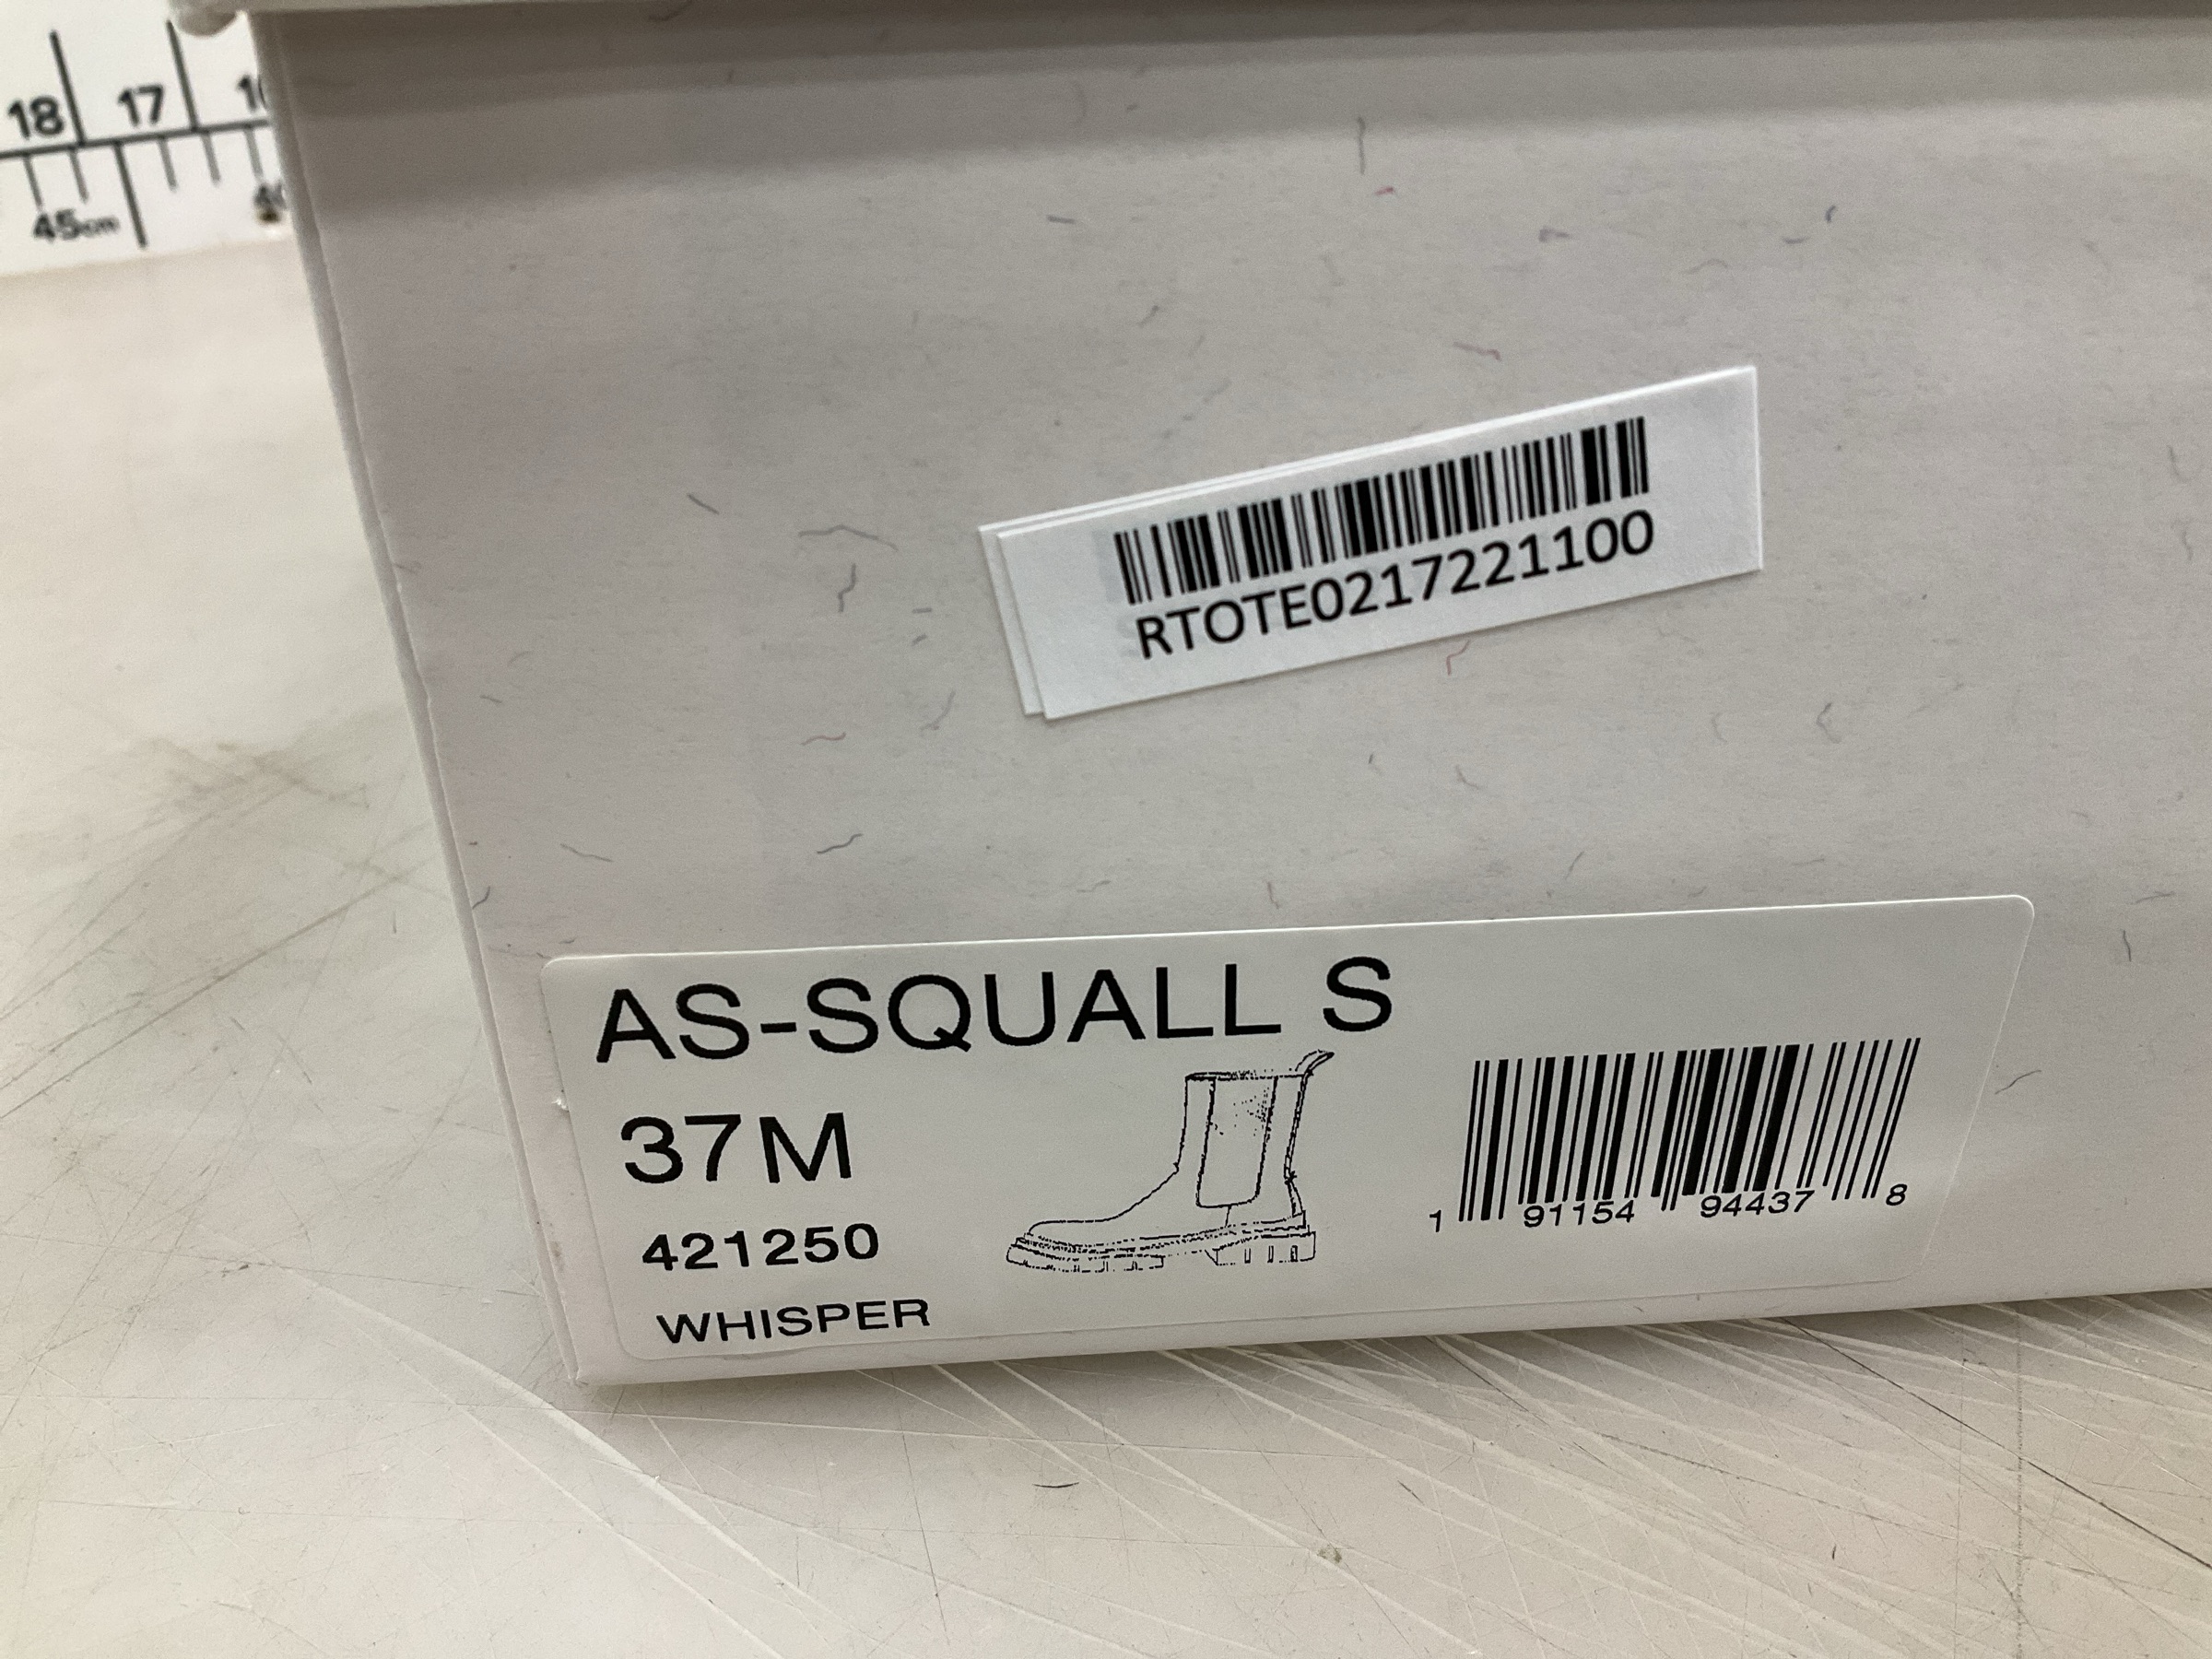 18 17
45cm
RTOTE0217221100
AS-SQUALL S
37M
421250
WHISPER
1 91154 94437 8